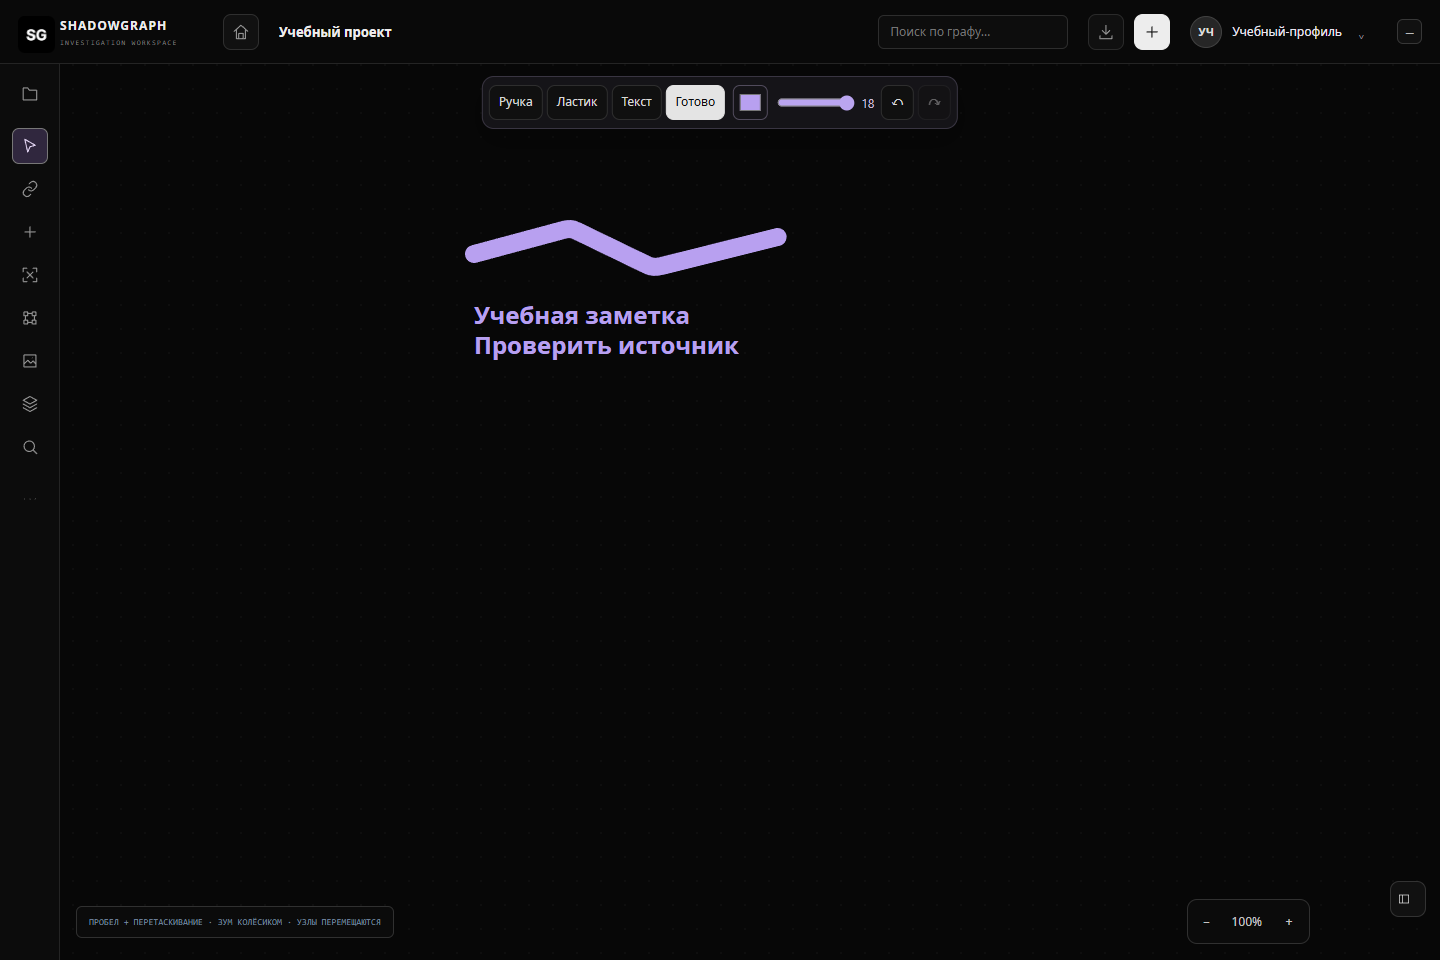 SG
SHADOWGRAPH
INVESTIGATION WORKSPACE
Учебный проект
Поиск по графу...
УЧ
Учебный-профиль
Ручка
Ластик
Текст
Готово
18
Учебная заметка
Проверить источник
ПРОБЕЛ + ПЕРЕТАСКИВАНИЕ · ЗУМ КОЛЁСИКОМ · УЗЛЫ ПЕРЕМЕЩАЮТСЯ
− 100% +